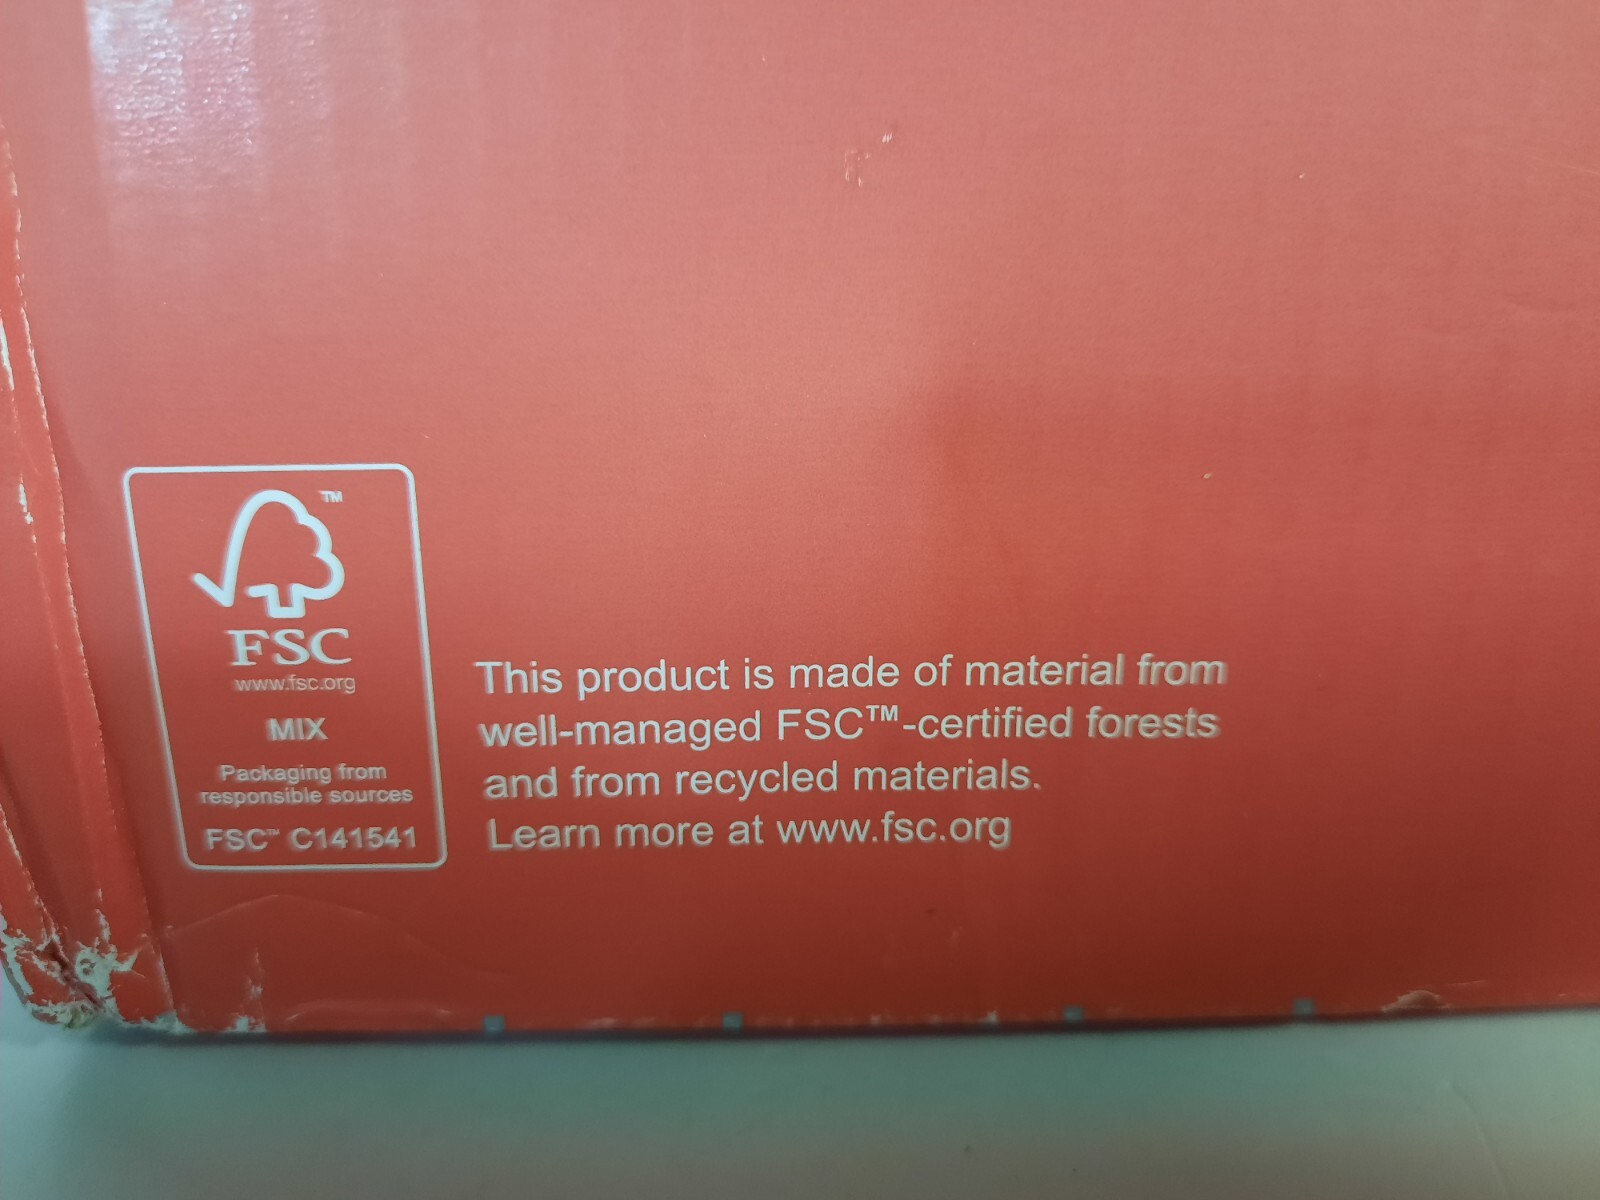 TM
FSC
www.fsc.org
MIX
Packaging from
responsible sources
FSC™ C141541
This product is made of material from
well-managed FSC™-certified forests
and from recycled materials.
Learn more at www.fsc.org